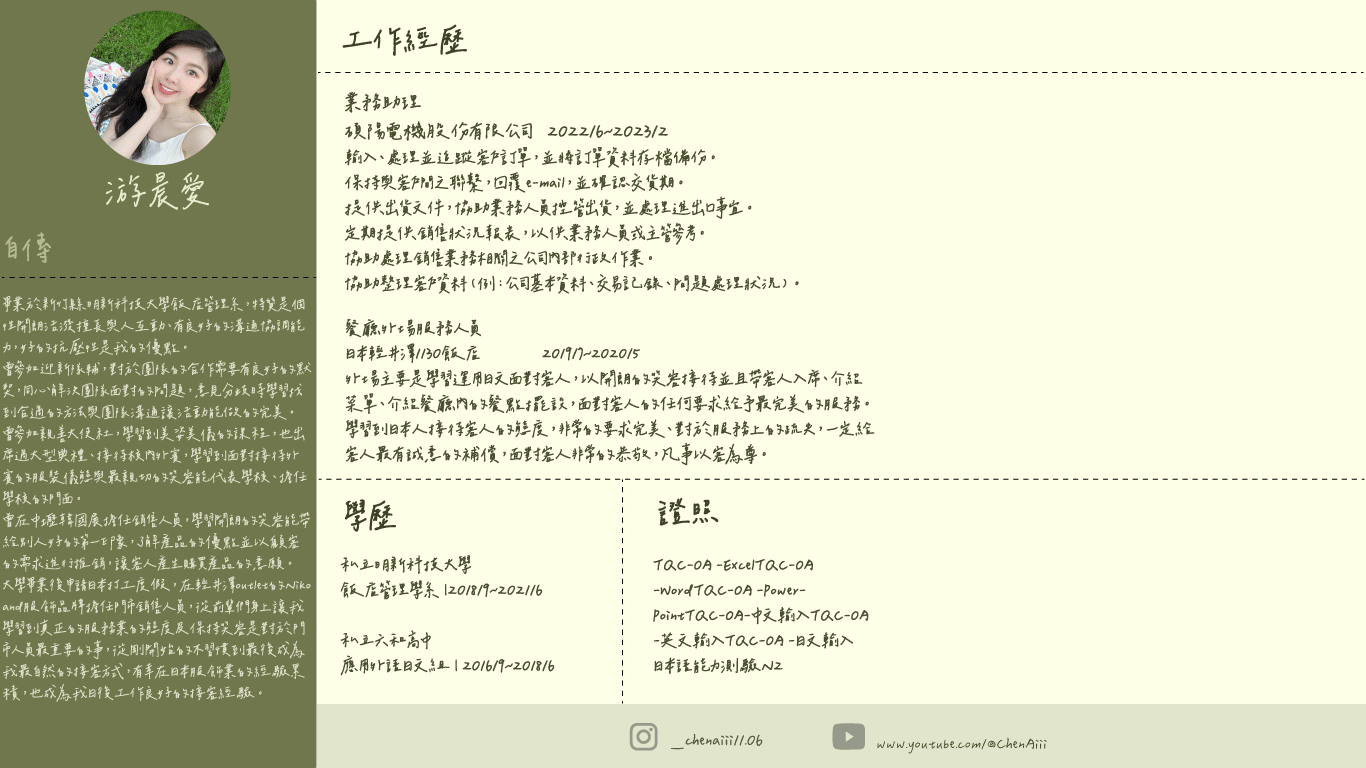 游晨愛
自傳
畢業於新竹縣明新科技大學飯店管理系，特質是個
性開朗活潑擅長與人互動、有良好的溝通協調能
力，好的抗壓性是我的優點。
曾參加迎新隊輔，對於團隊的合作需要有良好的默
契，同心解決團隊面對的問題，意見分歧時學習找
到合適的方法與團隊溝通讓活動能做的完美。
曾參加親善大使社，學習到美姿美儀的課程，也出
席過大型典禮、接待校內外賓，學習到面對接待外
賓的服裝儀態與最親切的笑容能代表學校、擔任
學校的門面。
曾在中壢韓國展擔任銷售人員，學習開朗的笑容能帶
給別人好的第一印象，了解產品的優點並以顧客
的需求進行推銷，讓客人產生購買產品的意願。
大學畢業後申請日本打工度假，在輕井澤outlet的Niko
and服飾品牌擔任門市銷售人員，從前輩們身上讓我
學習到真正的服務業的態度及保持笑容是對於門
市人員最重要的事，從剛開始的不習慣到最後成為
我最自然的接客方式，有幸在日本服飾業的經驗累
積，也成為我日後工作良好的接客經驗。
工作經歷
業務助理
碩陽電機股份有限公司 2022/6~2023/2
輸入、處理並追蹤客戶訂單，並將訂單資料存檔備份。
保持與客戶間之聯繫，回覆e-mail，並確認交貨期。
提供出貨文件，協助業務人員控管出貨，並處理進出口事宜。
定期提供銷售狀況報表，以供業務人員或主管參考。
協助處理銷售業務相關之公司內部行政作業。
協助整理客戶資料（例：公司基本資料、交易記錄、問題處理狀況）。
餐廳外場服務人員
日本輕井澤1130飯店 2019/7~2020/5
外場主要是學習運用日文面對客人，以開朗的笑容接待並且帶客人入席、介紹
菜單、介紹餐廳內的餐點擺設，面對客人的任何要求給予最完美的服務。
學習到日本人接待客人的態度，非常的要求完美、對於服務上的疏失，一定給
客人最有誠意的補償，面對客人非常的恭敬，凡事以客為尊。
學歷
私立明新科技大學
飯店管理學系 |2018/9~2021/6
私立六和高中
應用外語日文組 | 2016/9~2018/6
證照
TQC-OA -ExcelTQC-OA
-WordTQC-OA -Power-
PointTQC-OA-中文輸入TQC-OA
-英文輸入TQC-OA -日文輸入
日本語能力測驗N2
__chenaiii11.06
www.youtube.com/@ChenAiii